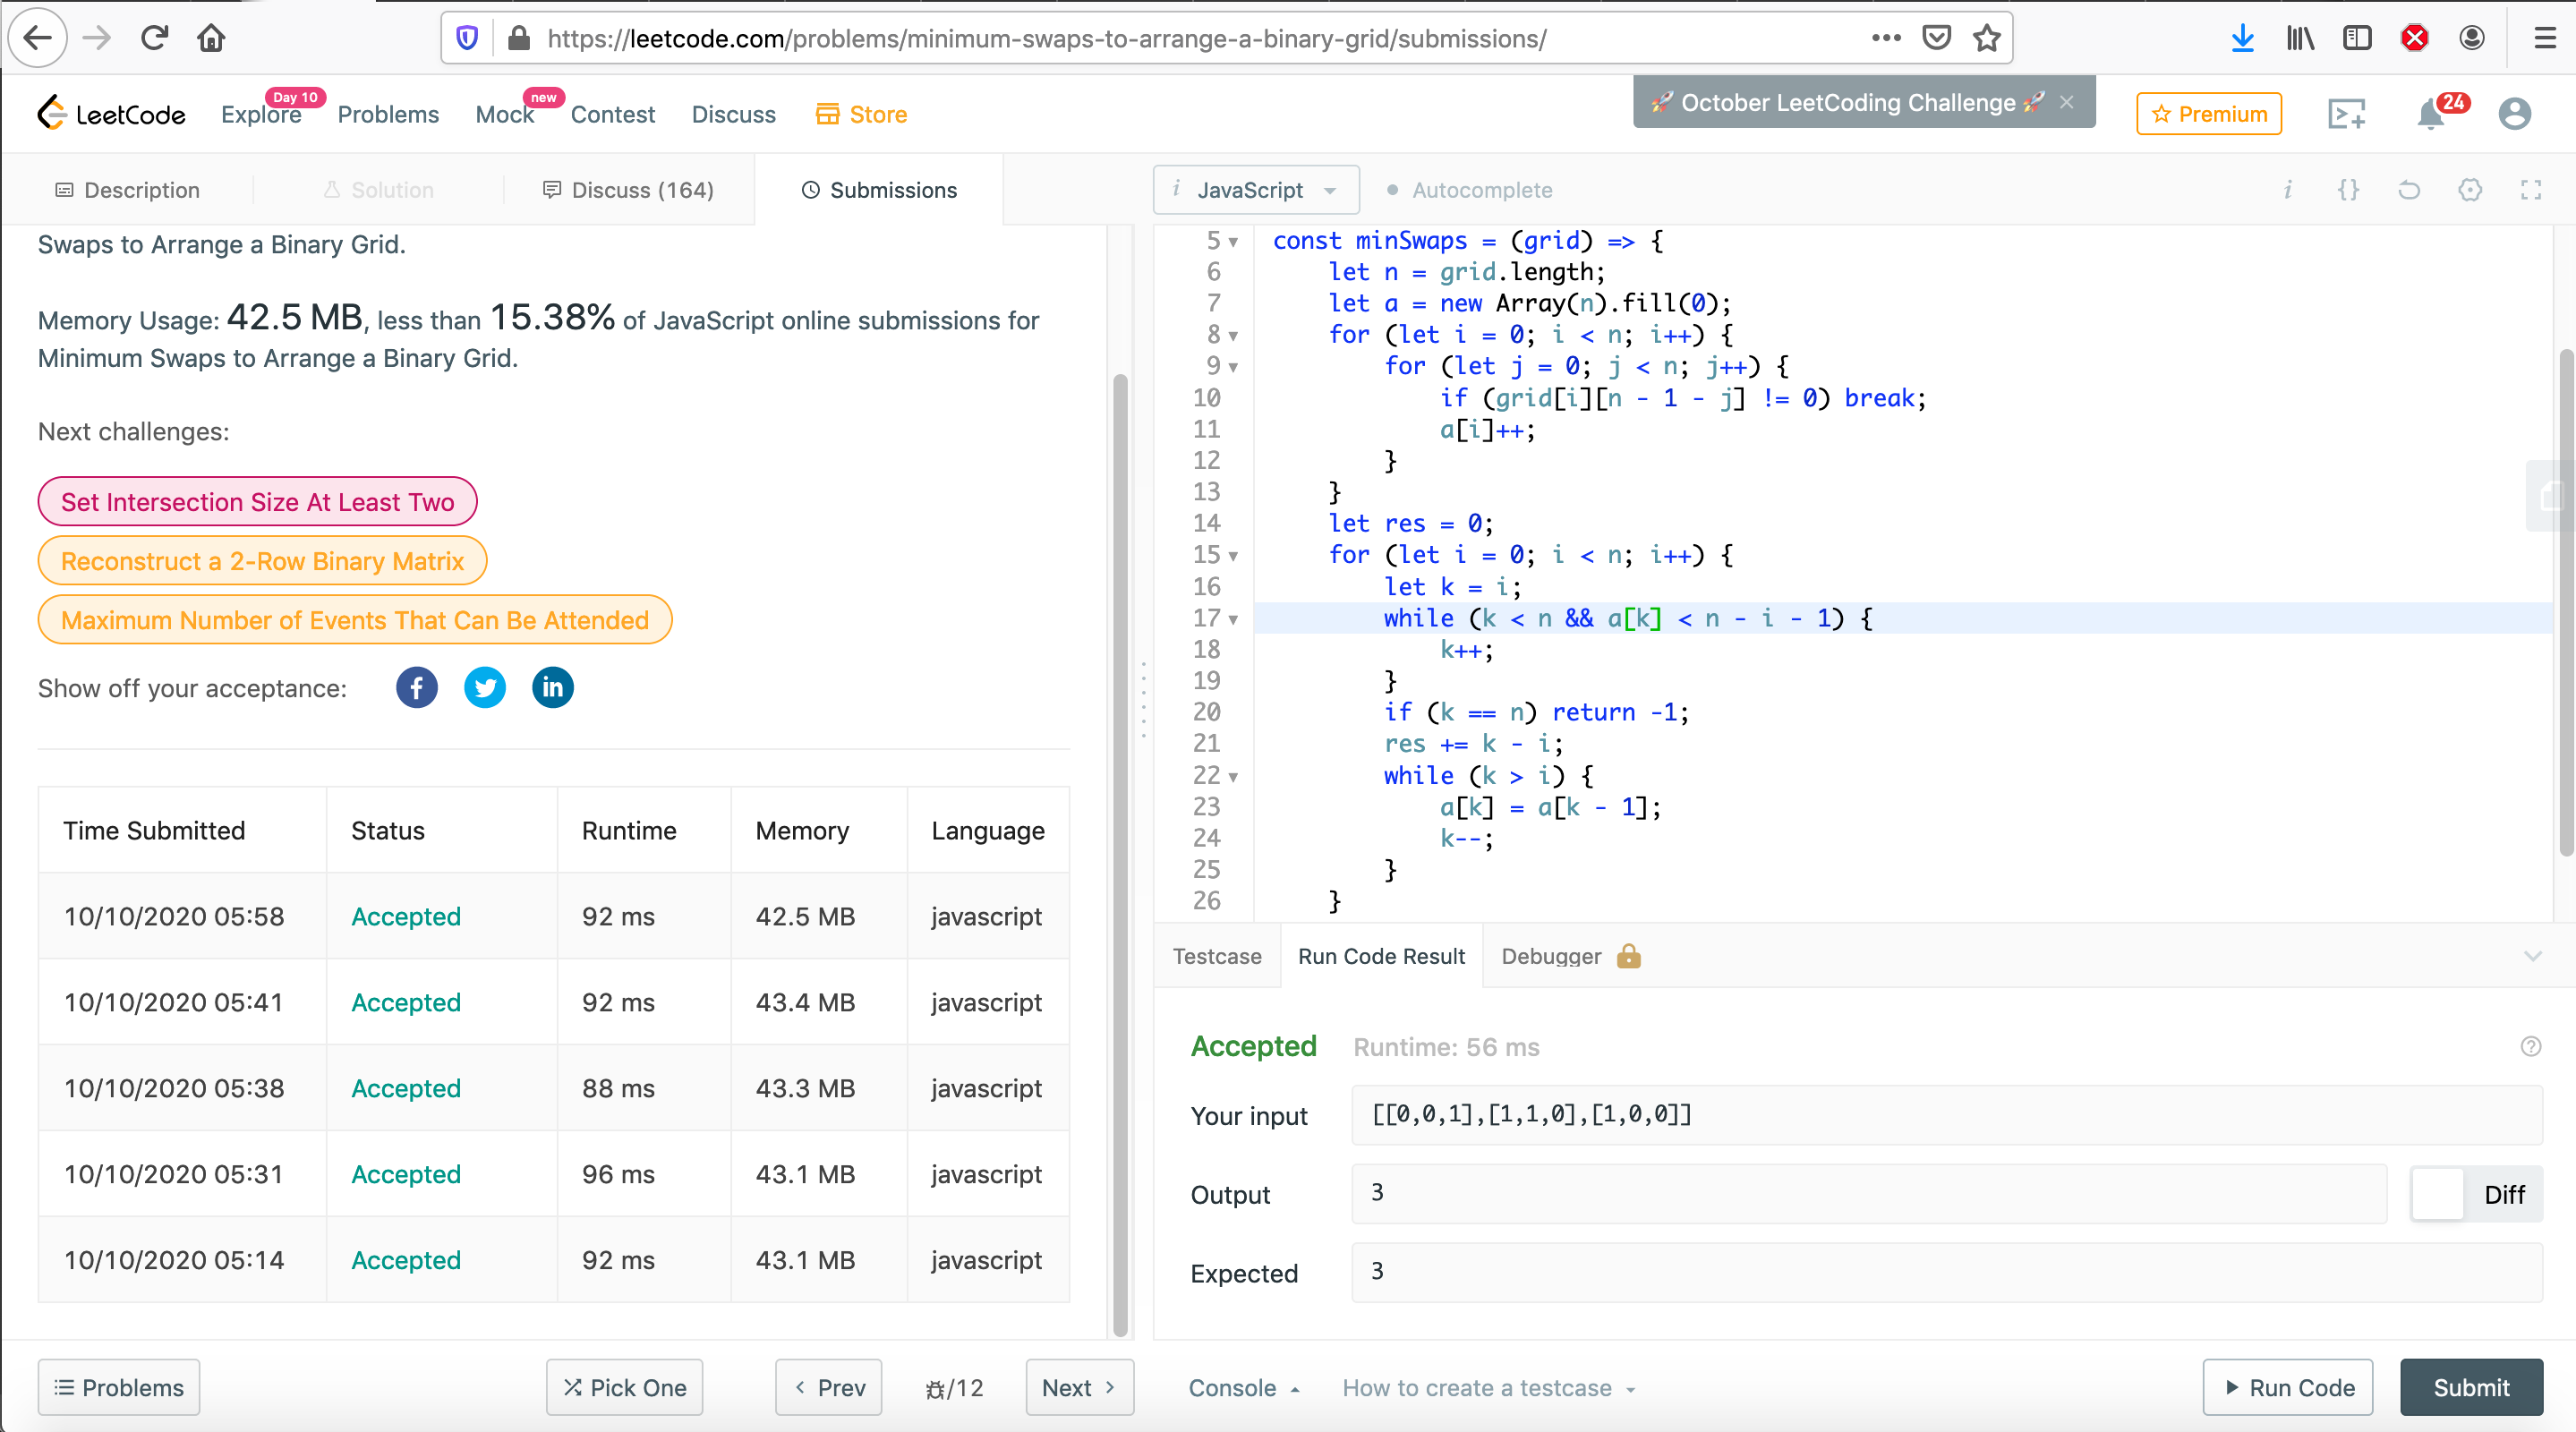 https://leetcode.com/problems/minimum-swaps-to-arrange-a-binary-grid/submissions/
LeetCode
Explore
Day 10
Problems
Mock
new
Contest
Discuss
Store
🚀 October LeetCoding Challenge 🚀 ×
Premium
24
Description
Solution
Discuss (164)
Submissions
Swaps to Arrange a Binary Grid.
Memory Usage: 42.5 MB, less than 15.38% of JavaScript online submissions for
Minimum Swaps to Arrange a Binary Grid.
Next challenges:
Set Intersection Size At Least Two
Reconstruct a 2-Row Binary Matrix
Maximum Number of Events That Can Be Attended
Show off your acceptance:
Time Submitted Status Runtime Memory Language
10/10/2020 05:58 Accepted 92 ms 42.5 MB javascript
10/10/2020 05:41 Accepted 92 ms 43.4 MB javascript
10/10/2020 05:38 Accepted 88 ms 43.3 MB javascript
10/10/2020 05:31 Accepted 96 ms 43.1 MB javascript
10/10/2020 05:14 Accepted 92 ms 43.1 MB javascript
Problems
Pick One
Prev
/12
Next
i JavaScript
Autocomplete
i {}
5 const minSwaps = (grid) => {
6 let n = grid.length;
7 let a = new Array(n).fill(0);
8 for (let i = 0; i < n; i++) {
9 for (let j = 0; j < n; j++) {
10 if (grid[i][n - 1 - j] != 0) break;
11 a[i]++;
12 }
13 }
14 let res = 0;
15 for (let i = 0; i < n; i++) {
16 let k = i;
17 while (k < n && a[k] < n - i - 1) {
18 k++;
19 }
20 if (k == n) return -1;
21 res += k - i;
22 while (k > i) {
23 a[k] = a[k - 1];
24 k--;
25 }
26 }
Testcase
Run Code Result
Debugger
Accepted Runtime: 56 ms
Your input [[0,0,1],[1,1,0],[1,0,0]]
Output 3
Diff
Expected 3
Console
How to create a testcase
Run Code
Submit